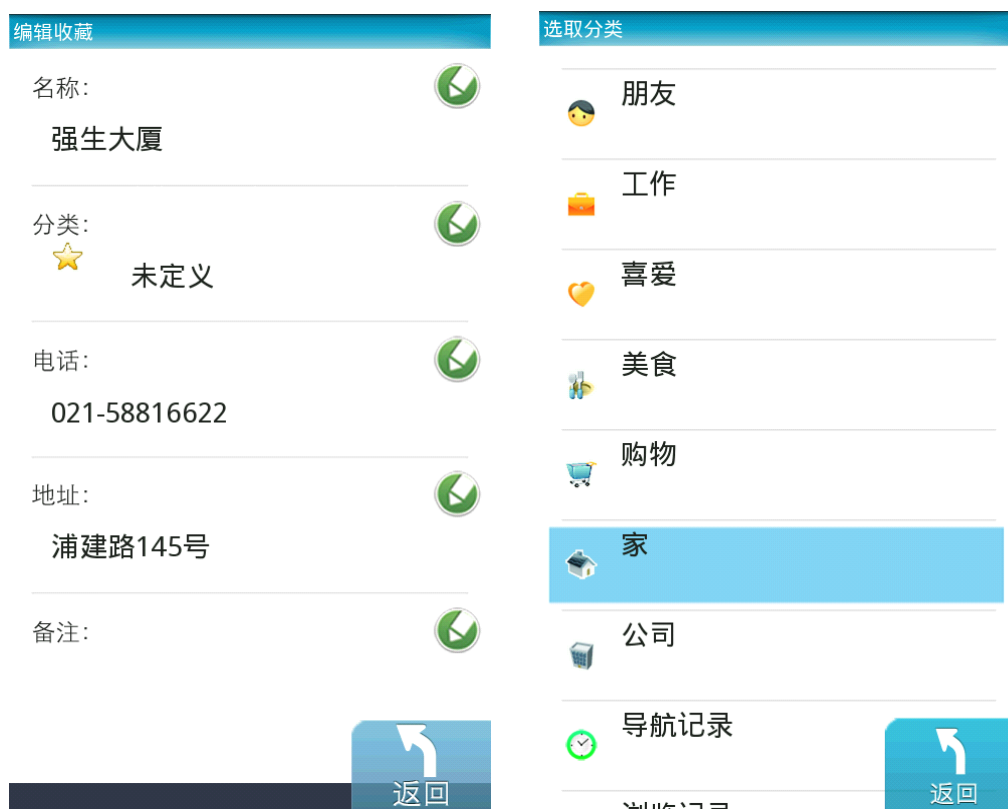 编辑收藏
名称:
强生大厦
分类:
未定义
电话:
021-58816622
地址:
浦建路145号
备注:
返回
选取分类
朋友
工作
喜爱
美食
购物
家
公司
导航记录
返回